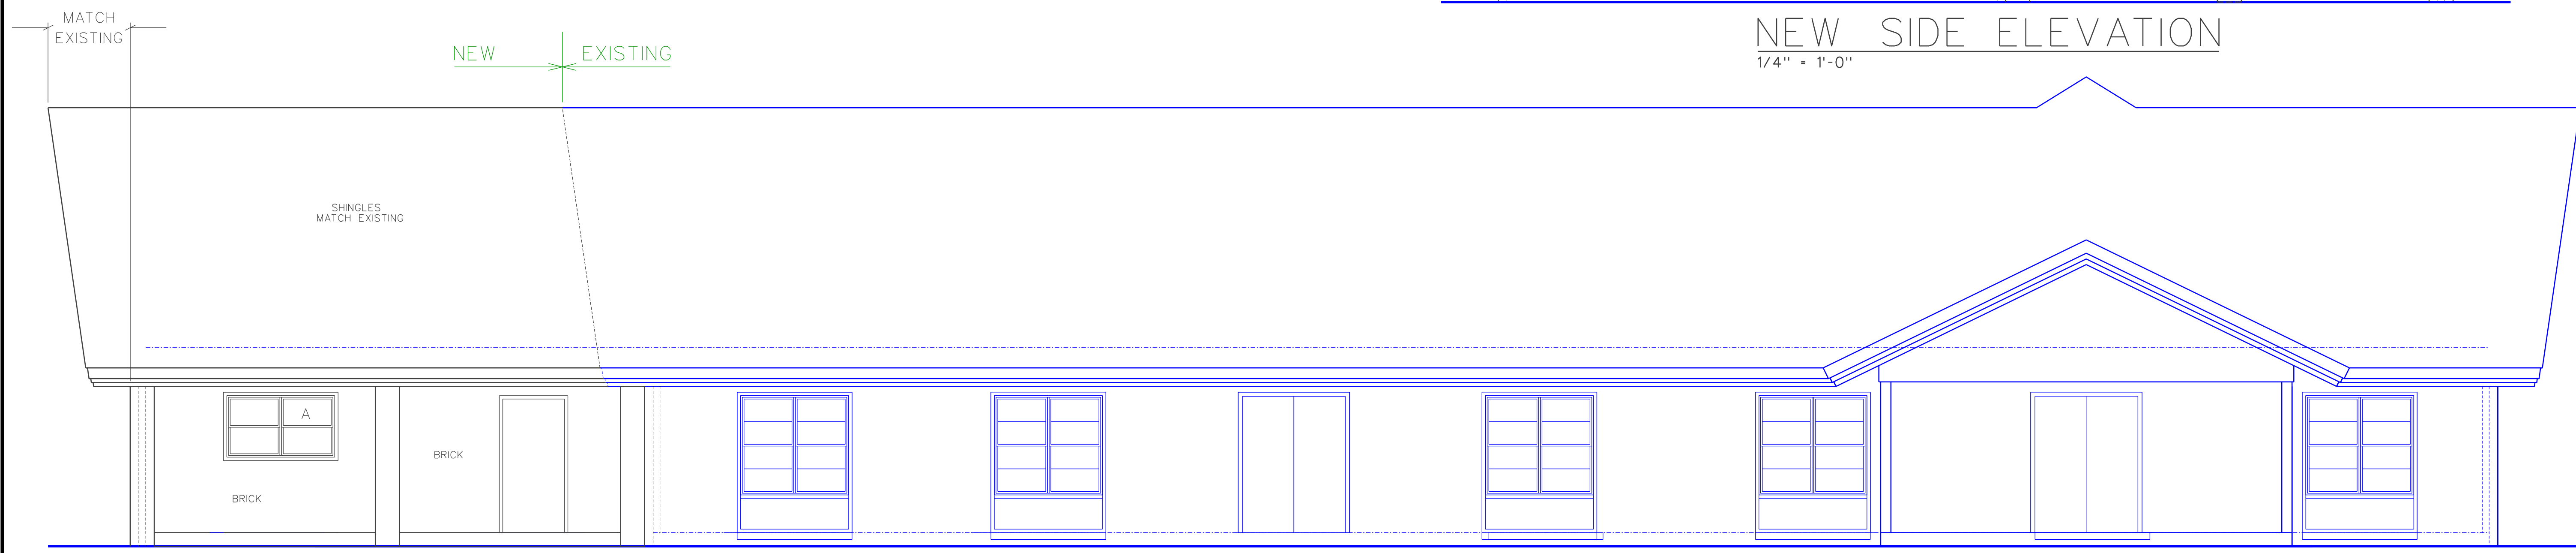 MATCH
EXISTING
NEW EXISTING
NEW SIDE ELEVATION
1/4" = 1'-0"
SHINGLES
MATCH EXISTING
A
BRICK
BRICK